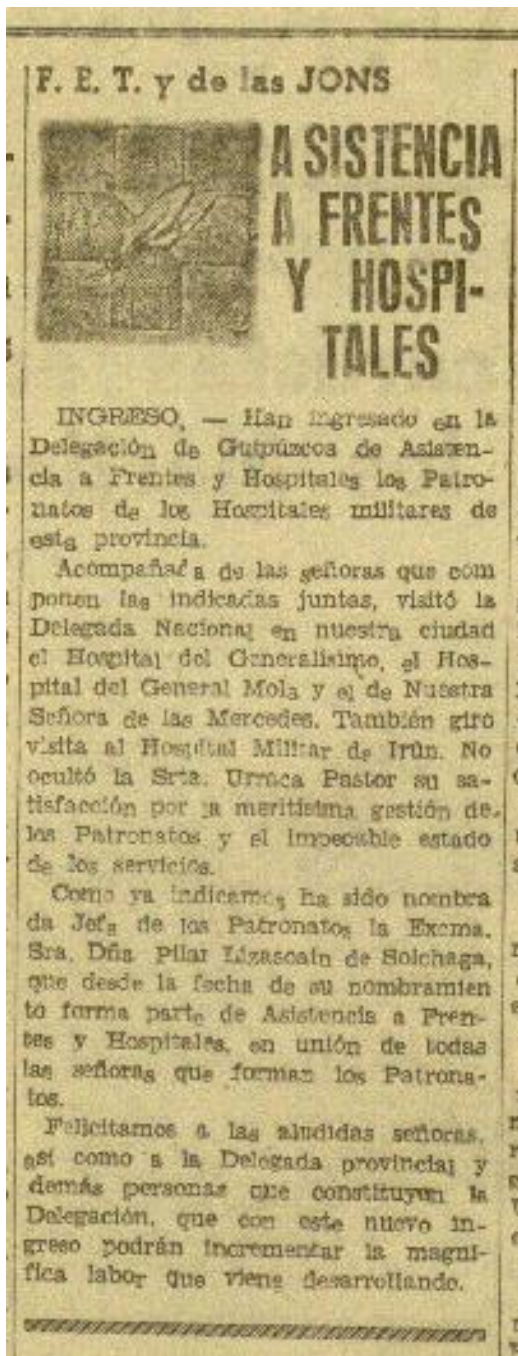 F. E. T. y de las JONS
ASISTENCIA
A FRENTES
Y HOSPI-
TALES
INGRESO, — Han ingresado en la
Delegación de Guipúzcoa de Asisten-
cia a Frentes y Hospitales los Patro-
natos de los Hospitales militares de
esta provincia.
Acompañada de las señoras que com
ponen las indicadas juntas, visitó la
Delegada Nacional en nuestra ciudad
el Hospital del Generalísimo, el Hos-
pital del General Mola y el de Nuestra
Señora de las Mercedes. También giró
visita al Hospital Militar de Irún. No
ocultó la Srta. Urraca Pastor su sa-
tisfacción por la meritísima gestión de
los Patronatos y el impecable estado
de los servicios.
Como ya indicamos ha sido nombra
da Jefa de los Patronatos la Excma.
Sra. Dña Pilar Lizasoain de Solchaga,
que desde la fecha de su nombramien
to forma parte de Asistencia a Fren-
tes y Hospitales, en unión de todas
las señoras que forman los Patrona-
tos.
Felicitamos a las aludidas señoras,
así como a la Delegada provincial y
demás personas que constituyen la
Delegación, que con este nuevo in-
greso podrán incrementar la magní-
fica labor que viene desarrollando.